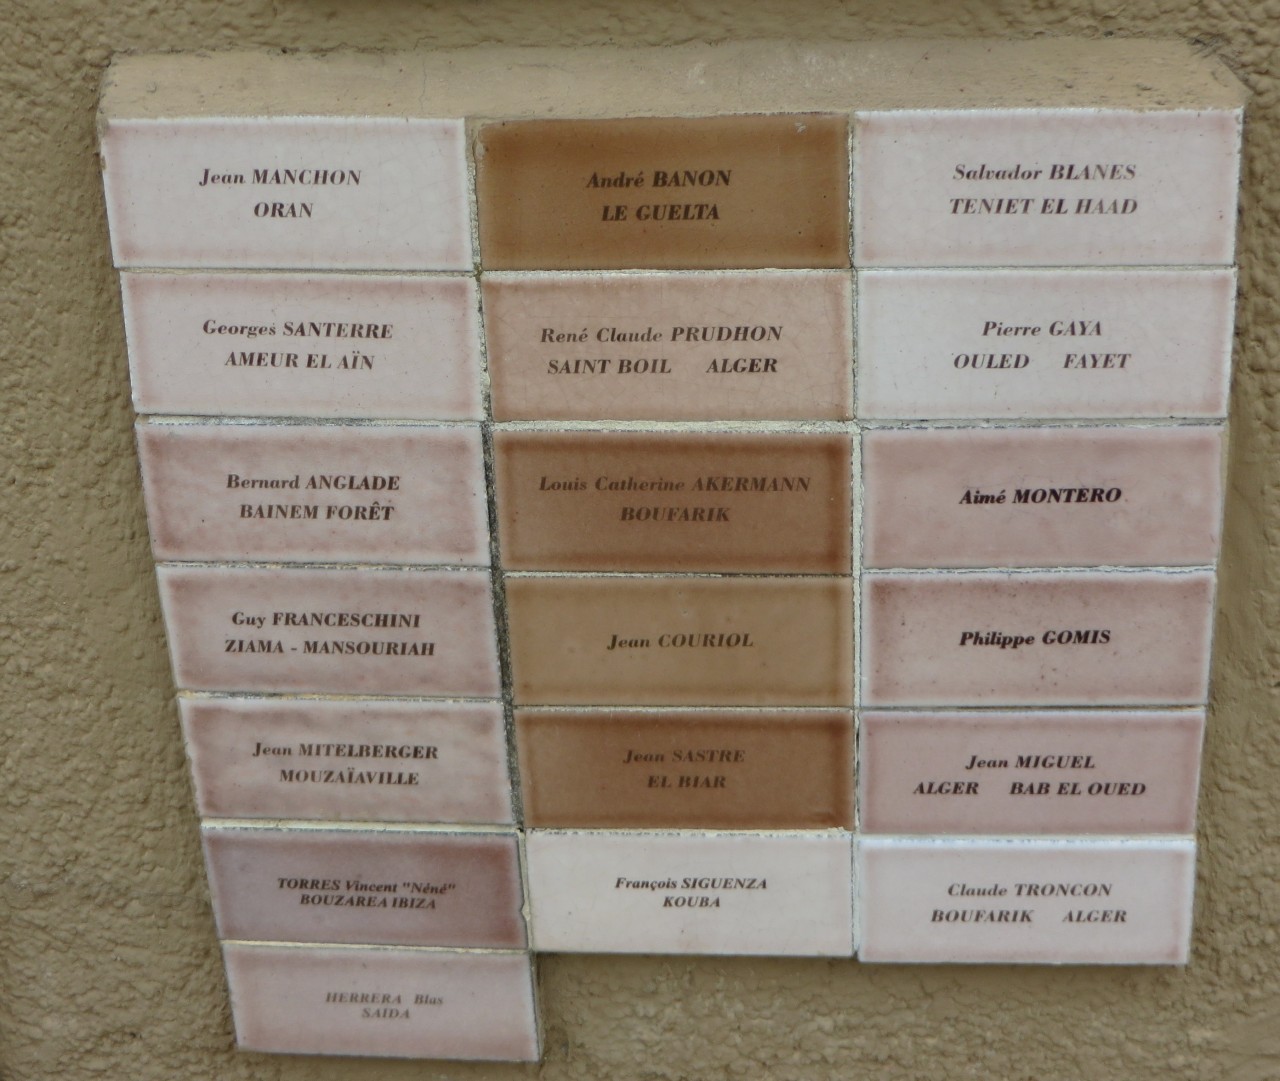 Jean MANCHON
ORAN
André BANON
LE GUELTA
Salvador BLANES
TENIET EL HAAD
Georges SANTERRE
AMEUR EL AÏN
René Claude PRUDHON
SAINT BOIL ALGER
Pierre GAYA
OULED FAYET
Bernard ANGLADE
BAINEM FORÊT
Louis Catherine AKERMANN
BOUFARIK
Aimé MONTERO
Guy FRANCESCHINI
ZIAMA - MANSOURIAH
Jean COURIOL
Philippe GOMIS
Jean MITELBERGER
MOUZAÏAVILLE
Jean SASTRE
EL BIAR
Jean MIGUEL
ALGER BAB EL OUED
TORRES Vincent "Néné"
BOUZAREA IBIZA
François SIGUENZA
KOUBA
Claude TRONCON
BOUFARIK ALGER
HERRERA Blas
SAIDA